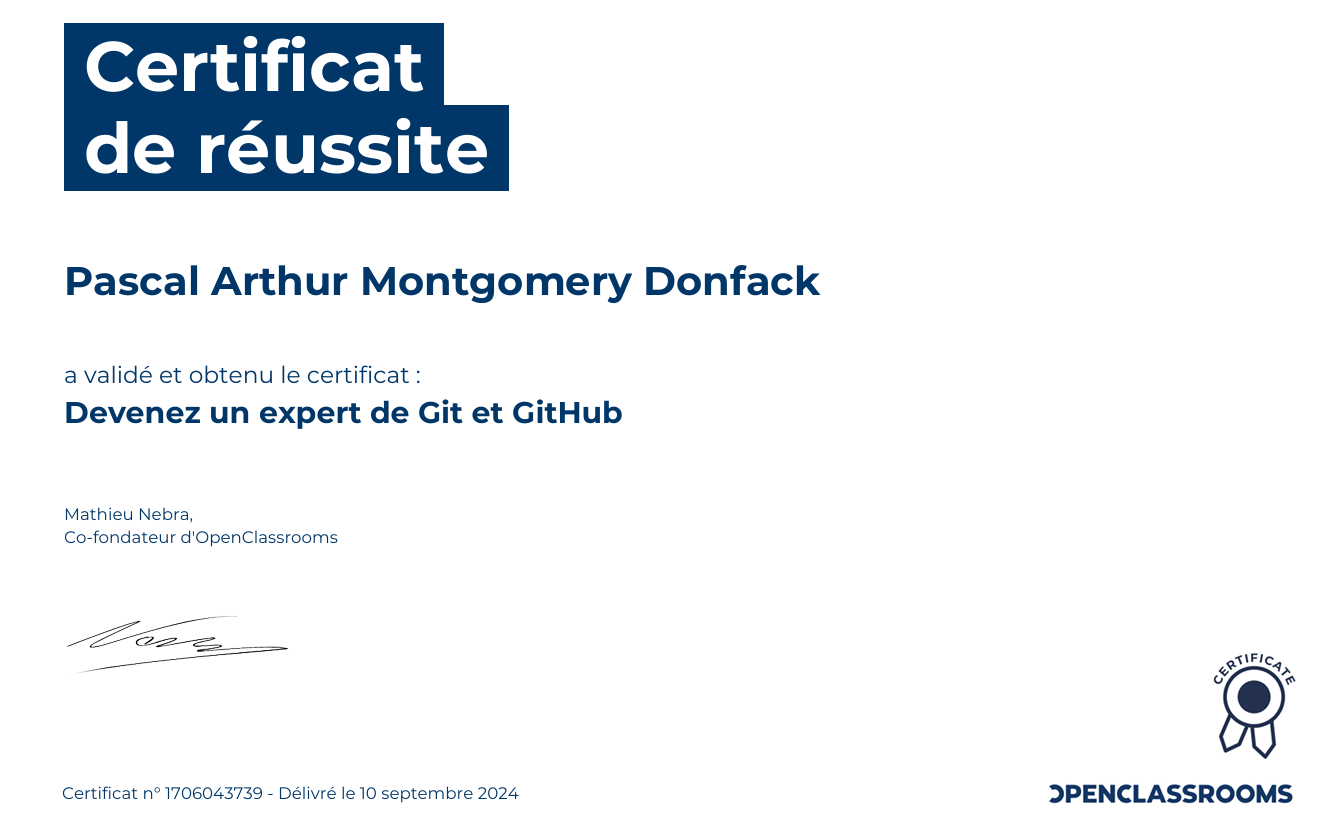 Certificat
de réussite
Pascal Arthur Montgomery Donfack
a validé et obtenu le certificat :
Devenez un expert de Git et GitHub
Mathieu Nebra,
Co-fondateur d'OpenClassrooms
CERTIFICATE
Certificat n° 1706043739 - Délivré le 10 septembre 2024
OPENCLASSROOMS